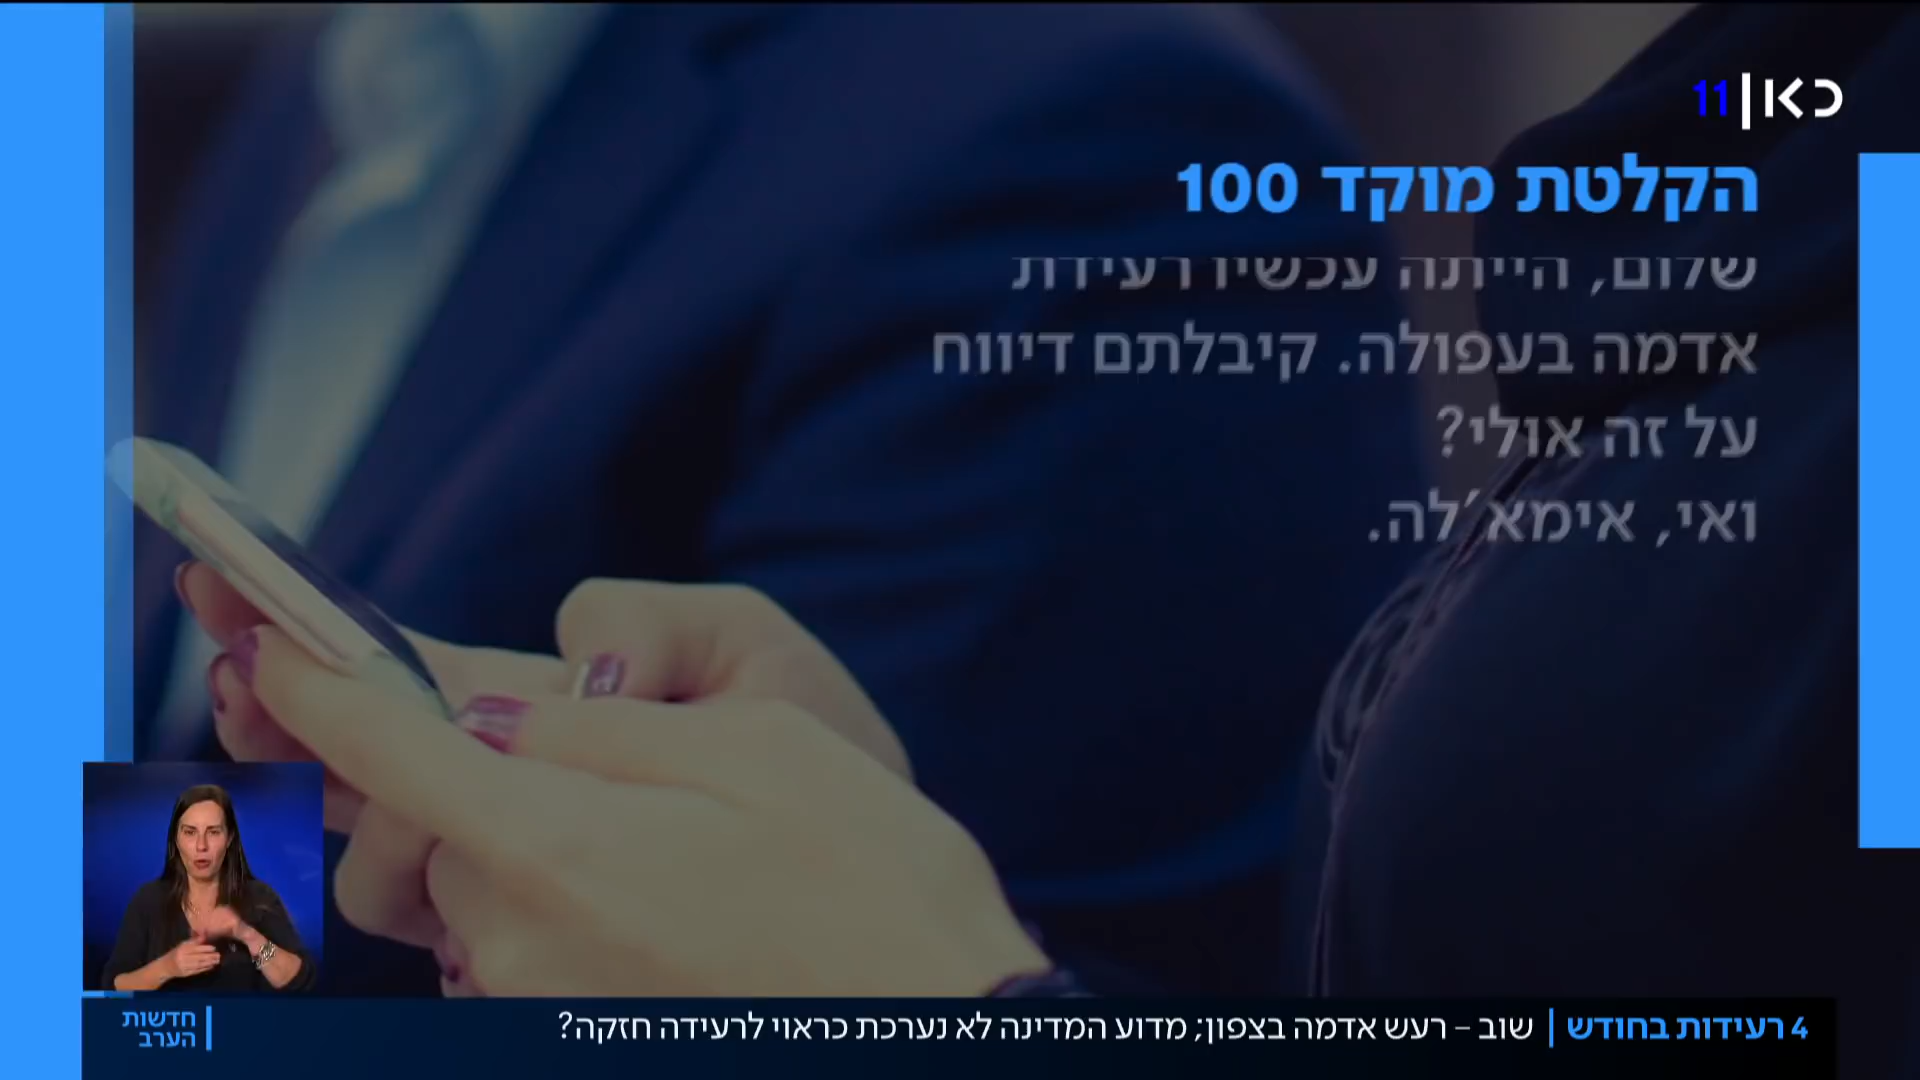 כאן 11
הקלטת מוקד 100
שלום, הייתה עכשיו רעידת
אדמה בעפולה. קיבלתם דיווח
על זה אולי?
ואי, אימא'לה.
4 רעידות בחודש | שוב – רעש אדמה בצפון; מדוע המדינה לא נערכת כראוי לרעידה חזקה?
חדשות
הערב